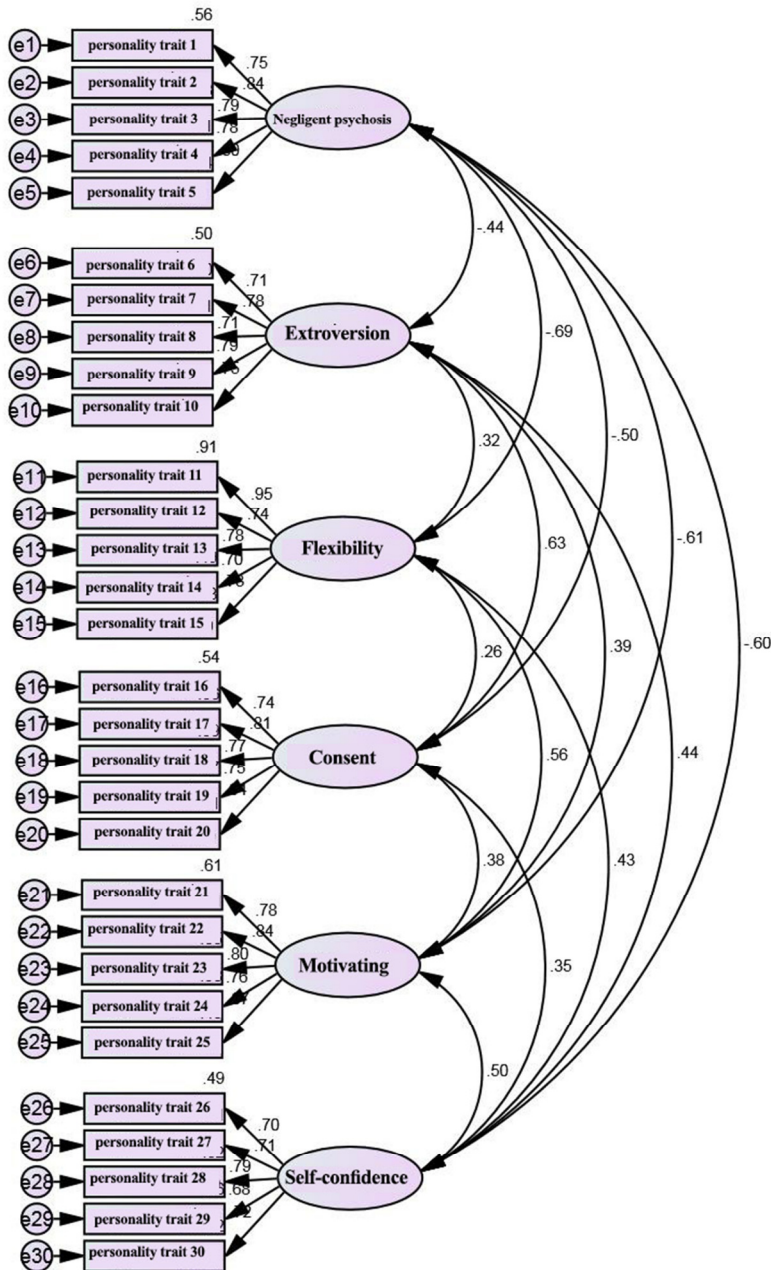 .56
e1 personality trait 1 .75
e2 personality trait 2 .84
e3 personality trait 3 .79 Negligent psychosis
e4 personality trait 4 .78
e5 personality trait 5
-.44
.50
e6 personality trait 6 .71
e7 personality trait 7 .78
e8 personality trait 8 .71 Extroversion -.69
e9 personality trait 9 .79
e10 personality trait 10
.32 -.50
.91
e11 personality trait 11 .95
e12 personality trait 12 .74
e13 personality trait 13 .78 Flexibility .63 -.61
e14 personality trait 14 .70
e15 personality trait 15
.26 .39 -.60
.54
e16 personality trait 16 .74
e17 personality trait 17 .81
e18 personality trait 18 .77 Consent .56 .44
e19 personality trait 19 .75
e20 personality trait 20
.38 .43
.61
e21 personality trait 21 .78
e22 personality trait 22 .84
e23 personality trait 23 .80 Motivating .35
e24 personality trait 24 .76
e25 personality trait 25
.50
.49
e26 personality trait 26 .70
e27 personality trait 27 .71
e28 personality trait 28 .79 Self-confidence
e29 personality trait 29 .68
e30 personality trait 30